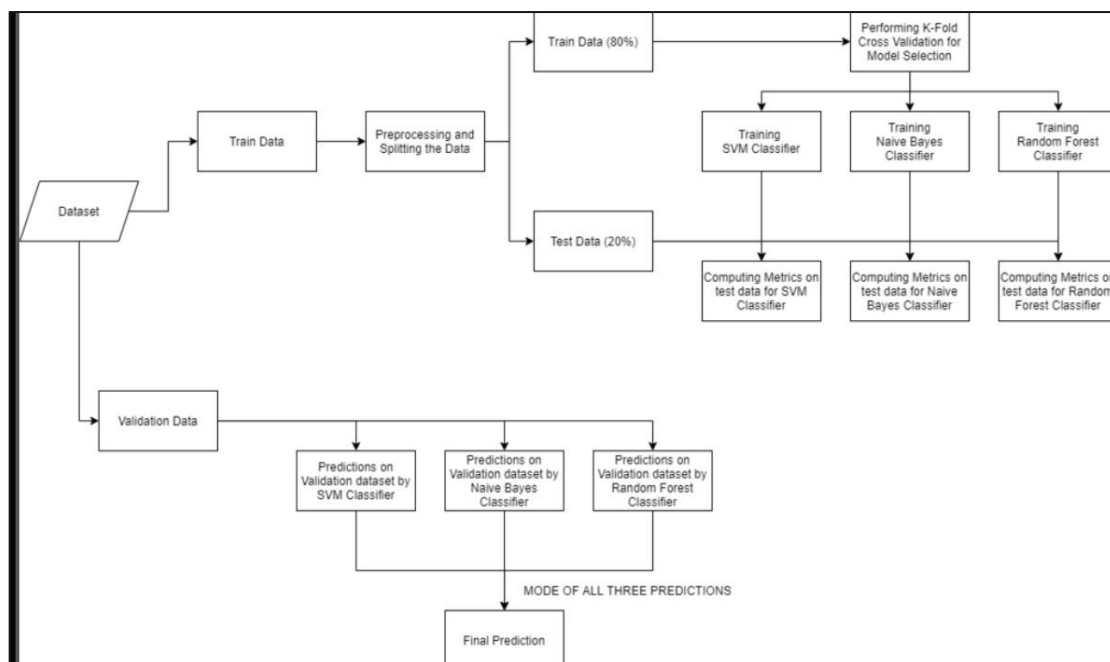 Train Data (80%)
Performing K-Fold
Cross Validation for
Model Selection
Train Data
Preprocessing and
Splitting the Data
Training
SVM Classifier
Training
Naive Bayes
Classifier
Training
Random Forest
Classifier
Dataset
Test Data (20%)
Computing Metrics on
test data for SVM
Classifier
Computing Metrics on
test data for Naive
Bayes Classifier
Computing Metrics on
test data for Random
Forest Classifier
Validation Data
Predictions on
Validation dataset by
SVM Classifier
Predictions on
Validation dataset by
Naive Bayes
Classifier
Predictions on
Validation dataset by
Random Forest
Classifier
MODE OF ALL THREE PREDICTIONS
Final Prediction